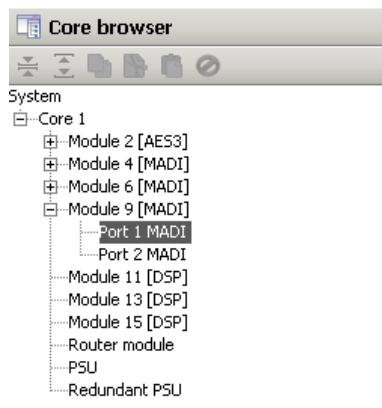 Core browser
System
Core 1
Module 2 [AES3]
Module 4 [MADI]
Module 6 [MADI]
Module 9 [MADI]
Port 1 MADI
Port 2 MADI
Module 11 [DSP]
Module 13 [DSP]
Module 15 [DSP]
Router module
PSU
Redundant PSU